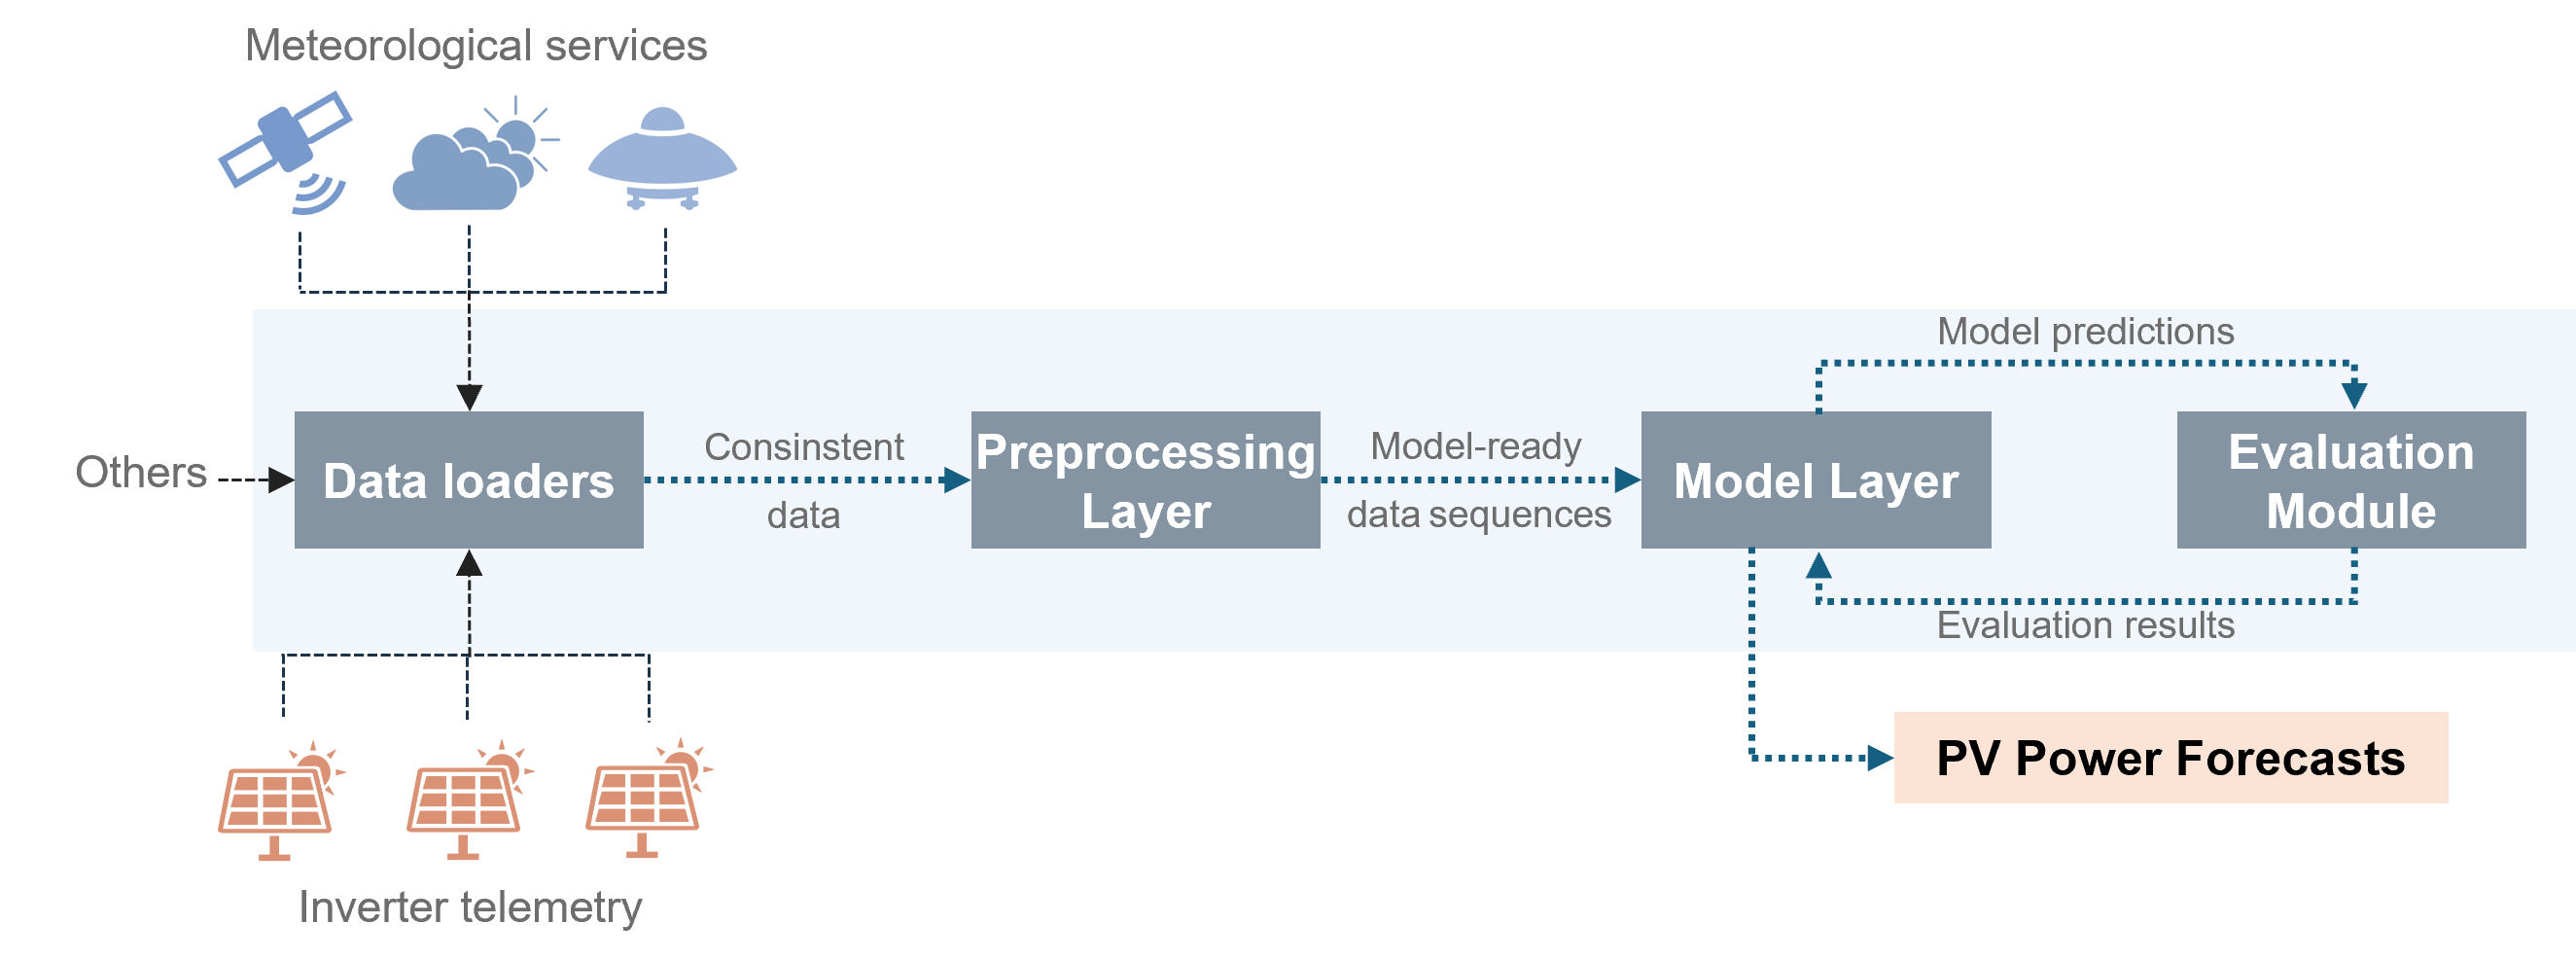 Meteorological services
Model predictions
Others
Data loaders
Consinstent
data
Preprocessing
Layer
Model-ready
data sequences
Model Layer
Evaluation
Module
Evaluation results
PV Power Forecasts
Inverter telemetry